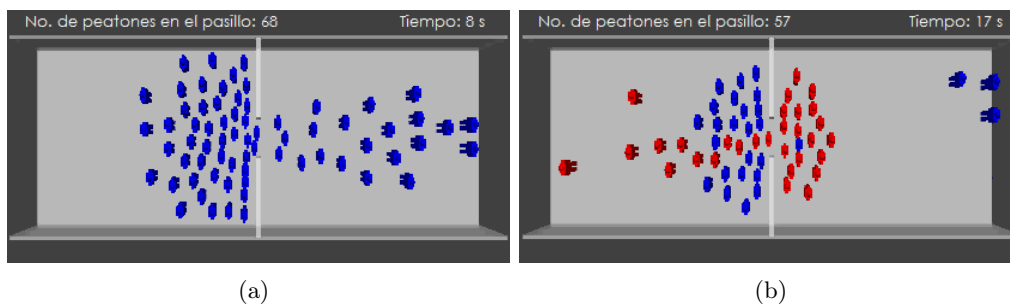 No. de peatones en el pasillo: 68 Tiempo: 8 s
No. de peatones en el pasillo: 57 Tiempo: 17 s
(a)
(b)